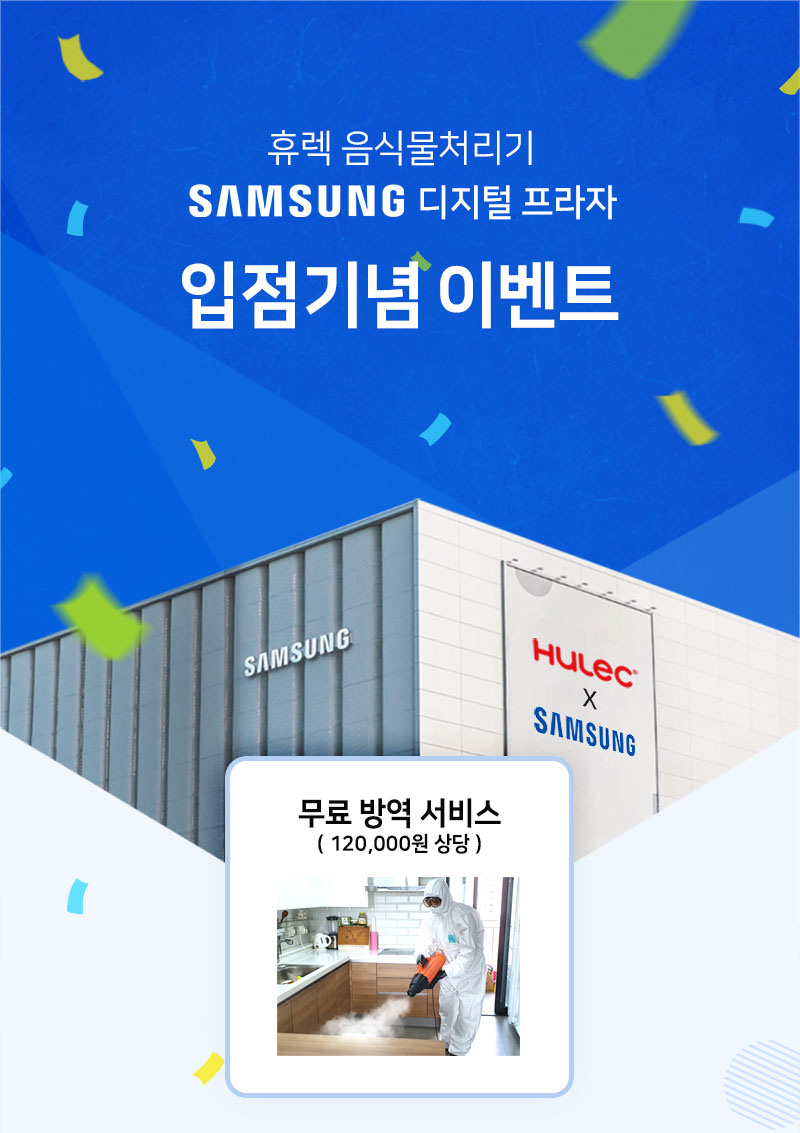 휴렉 음식물처리기
SAMSUNG 디지털 프라자
입점기념 이벤트
SAMSUNG
HULEC
X
SAMSUNG
무료 방역 서비스
( 120,000원 상당 )